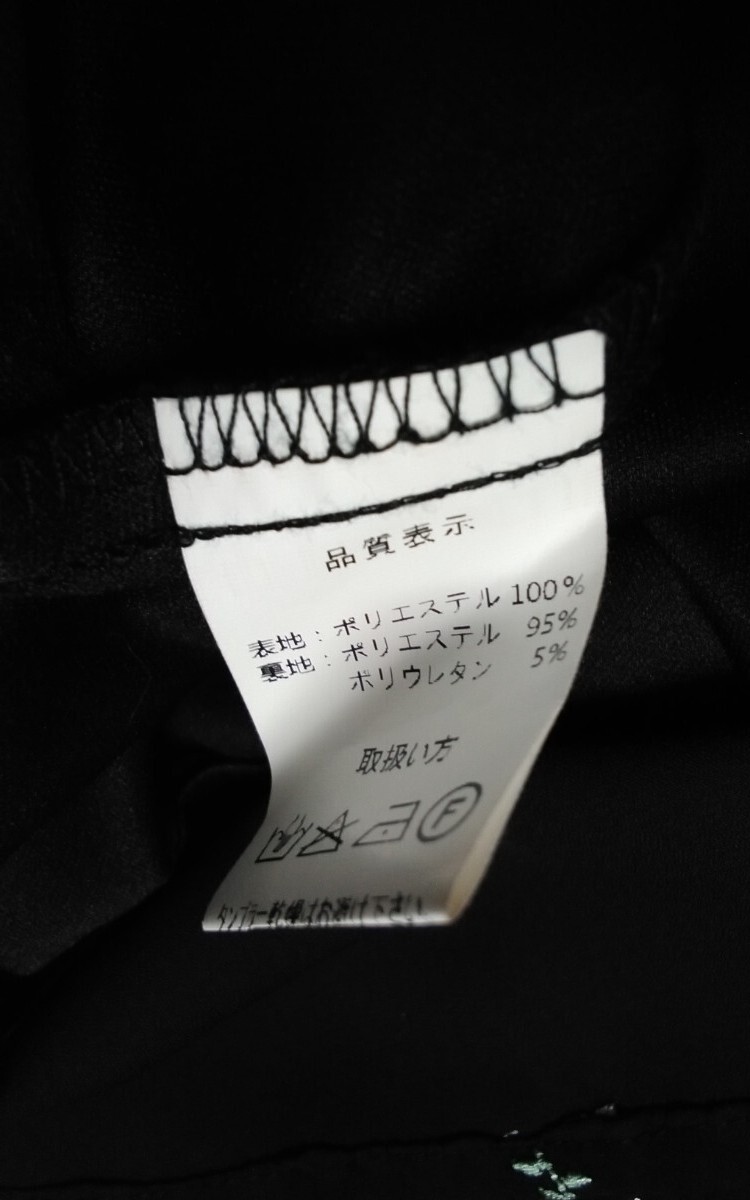 品質表示
表地:ポリエステル 100%
裏地:ポリエステル 95%
ポリウレタン 5%
取扱い方
F
タンブラー乾燥はお避け下さい